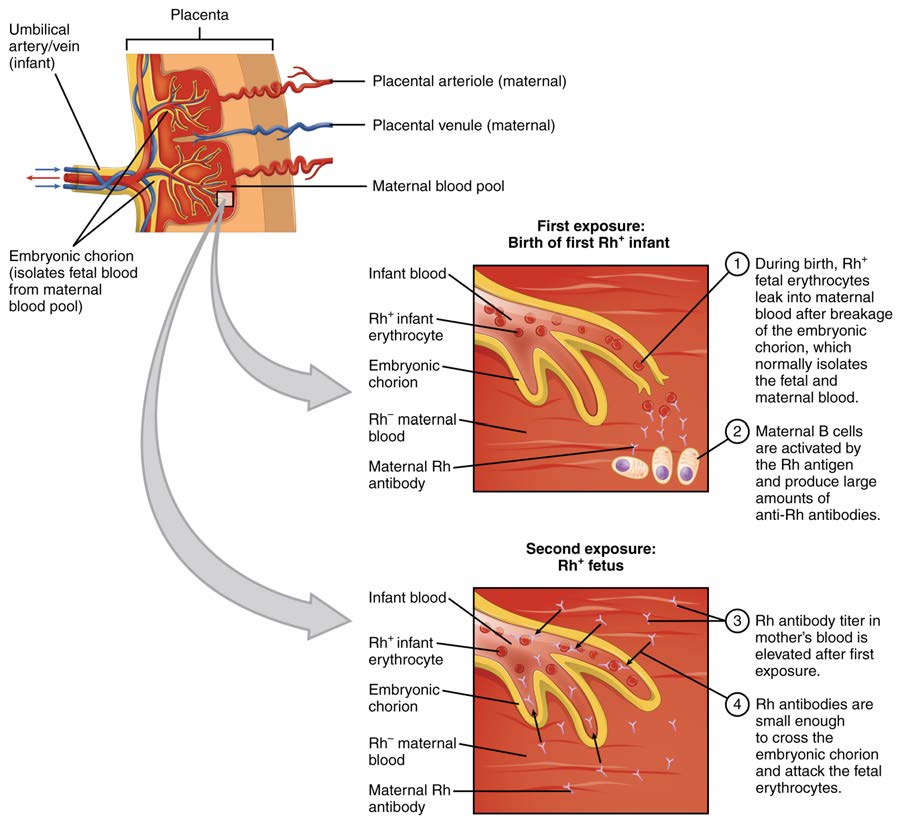 Placenta
Umbilical
artery/vein
(infant)
Placental arteriole (maternal)
Placental venule (maternal)
Maternal blood pool
Embryonic chorion
(isolates fetal blood
from maternal
blood pool)
First exposure:
Birth of first Rh⁺ infant
Infant blood
Rh⁺ infant
erythrocyte
Embryonic
chorion
Rh⁻ maternal
blood
Maternal Rh
antibody
1
During birth, Rh⁺
fetal erythrocytes
leak into maternal
blood after breakage
of the embryonic
chorion, which
normally isolates
the fetal and
maternal blood.
2
Maternal B cells
are activated by
the Rh antigen
and produce large
amounts of
anti-Rh antibodies.
Second exposure:
Rh⁺ fetus
Infant blood
Rh⁺ infant
erythrocyte
Embryonic
chorion
Rh⁻ maternal
blood
Maternal Rh
antibody
3
Rh antibody titer in
mother’s blood is
elevated after first
exposure.
4
Rh antibodies are
small enough
to cross the
embryonic chorion
and attack the fetal
erythrocytes.